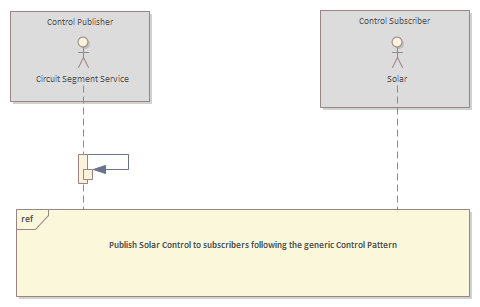 Control Publisher
Control Subscriber
Circuit Segment Service
Solar
ref
Publish Solar Control to subscribers following the generic Control Pattern